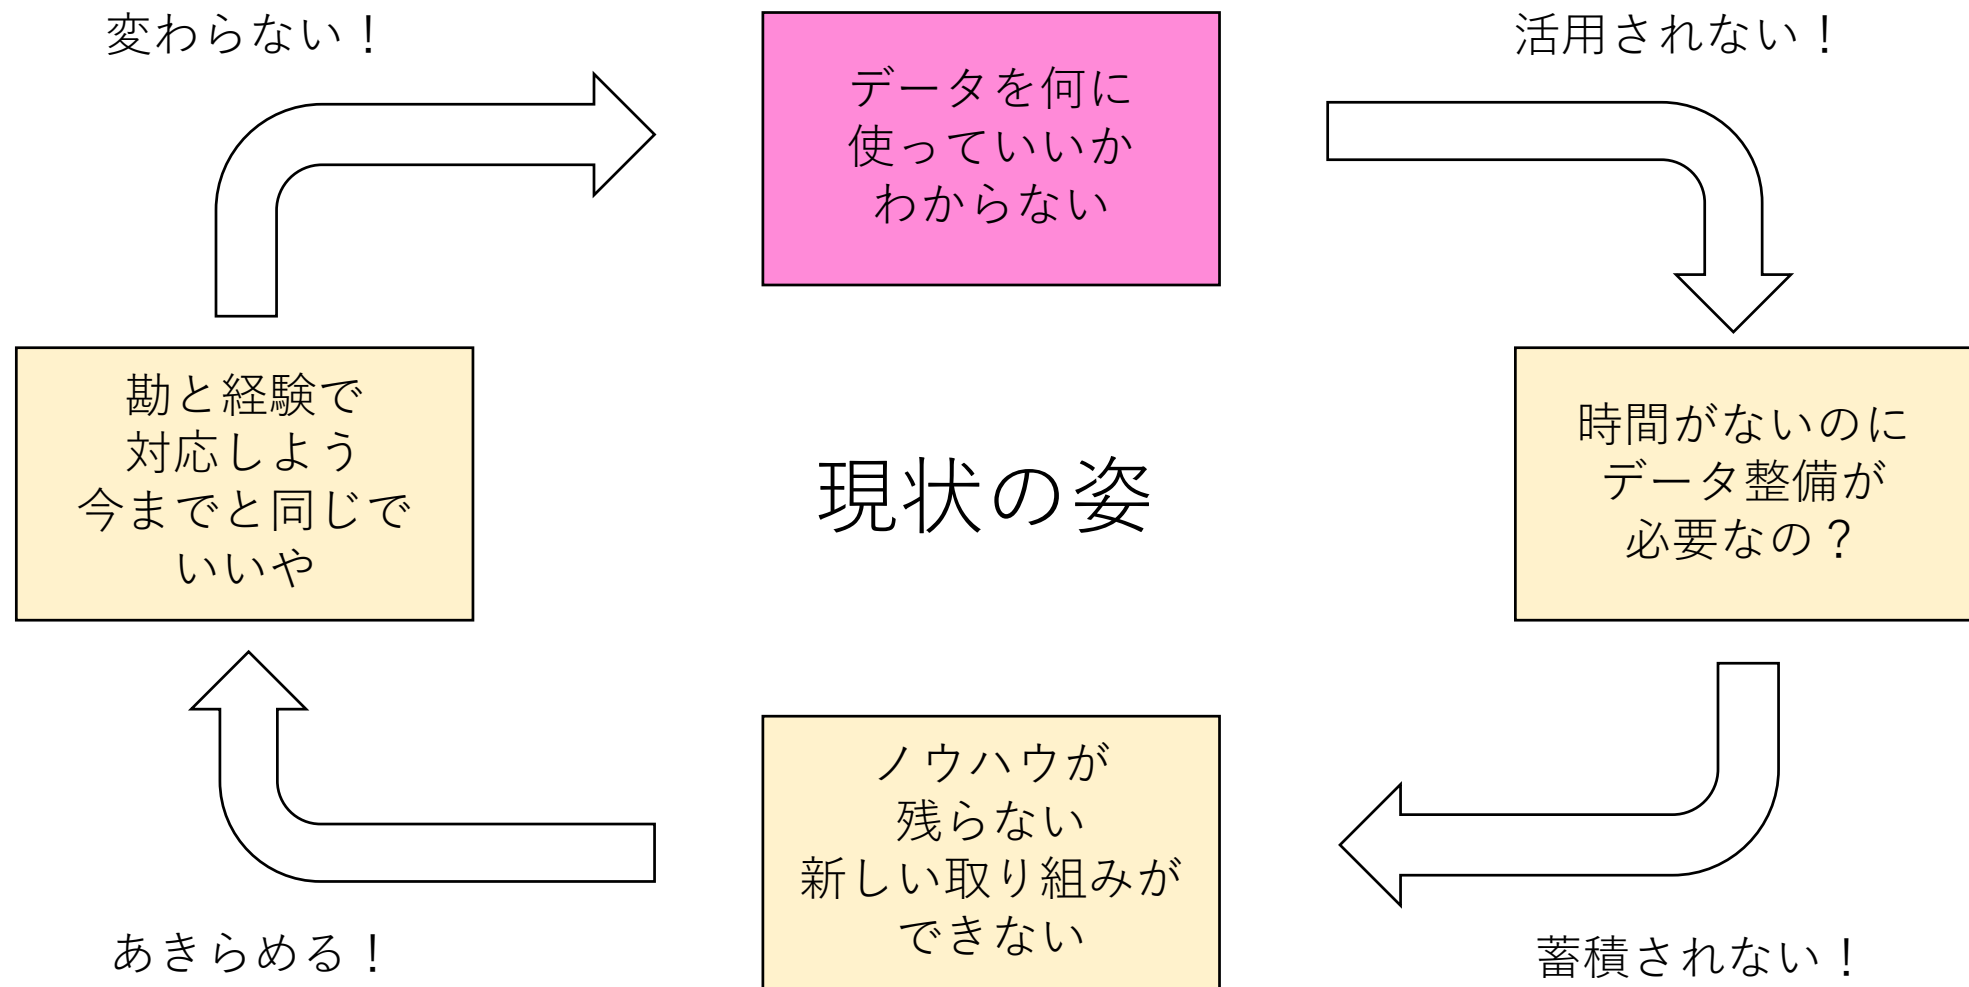 変わらない！
データを何に
使っていいか
わからない
活用されない！
勘と経験で
対応しよう
今までと同じで
いいや
現状の姿
時間がないのに
データ整備が
必要なの？
ノウハウが
残らない
新しい取り組みが
できない
あきらめる！
蓄積されない！